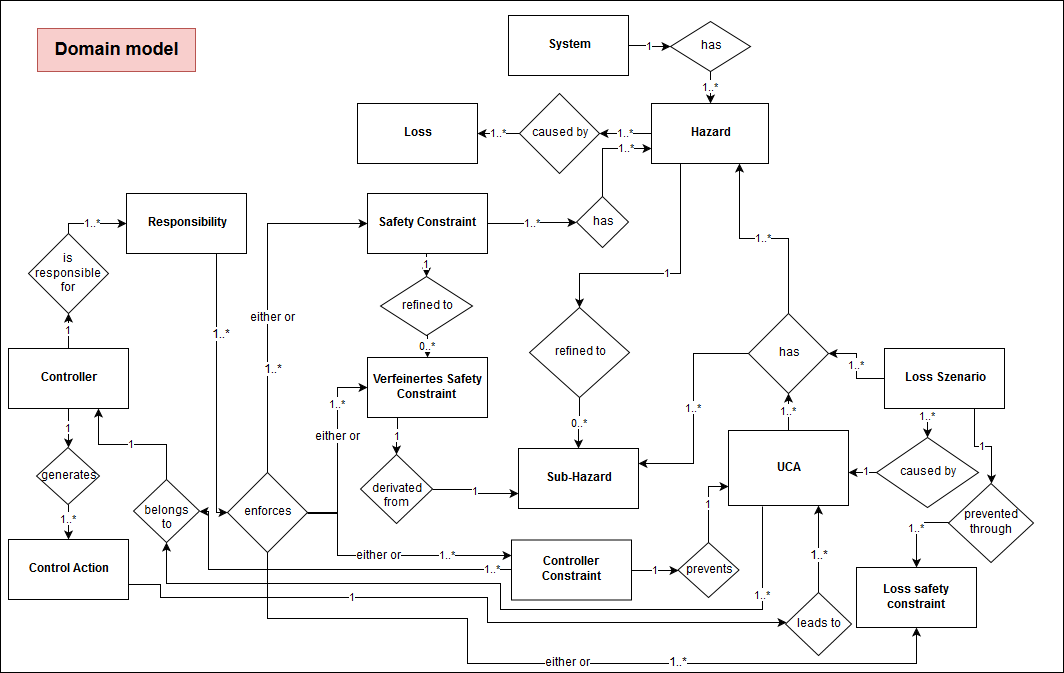 Domain model
System
1
has
1..*
Loss
1..*
caused by
1..*
Hazard
1..*
Responsibility
1..*
Safety Constraint
1..*
has
is
responsible
for
1
refined to
0..*
1
1
Controller
either or
1..*
1..*
Verfeinertes Safety
Constraint
1..*
either or
1
refined to
0..*
1..*
has
1..*
1..*
Loss Szenario
1..*
1
generates
1..*
1
belongs
to
enforces
derivated
from
1
Sub-Hazard
1..*
UCA
1
caused by
1
prevented
through
1..*
Control Action
either or
1..*
1..*
Controller
Constraint
1
prevents
1
1..*
1
1..*
leads to
Loss safety
constraint
either or
1..*